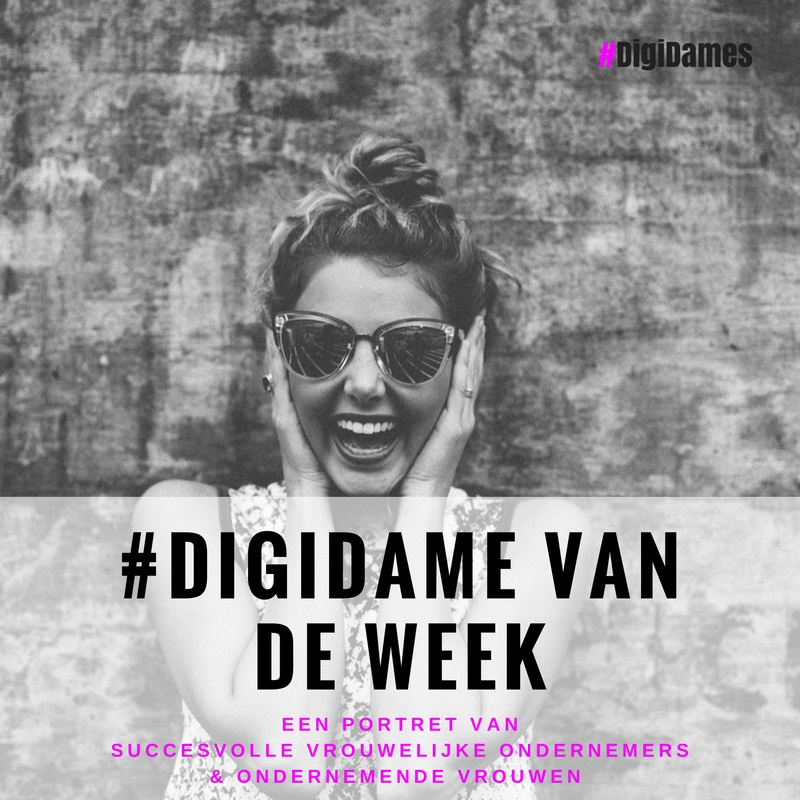 #DigiDames
#DIGIDAME VAN
DE WEEK
EEN PORTRET VAN
SUCCESVOLLE VROUWELIJKE ONDERNEMERS
& ONDERNEMENDE VROUWEN